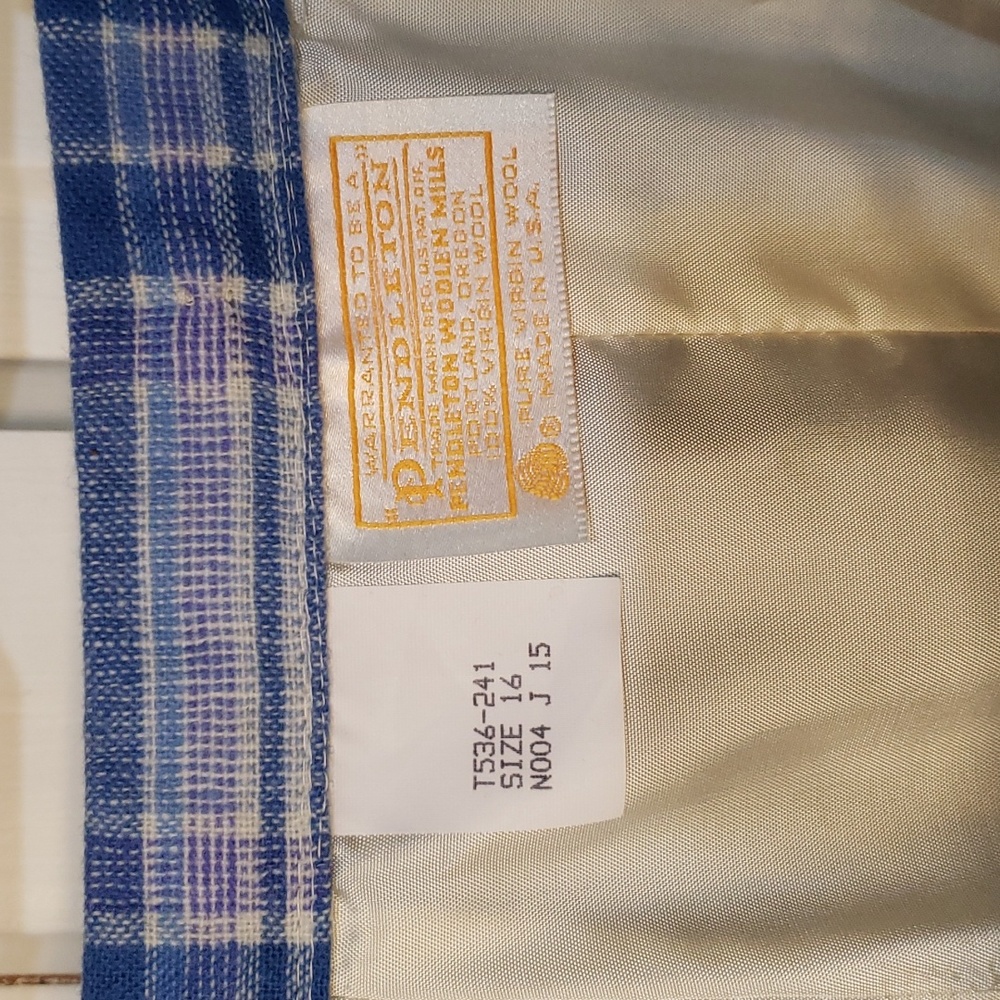 "WARRANTED TO BE A
"PENDLETON"
TRADE MARK REG. U.S. PAT. OFF.
PENDLETON WOOLEN MILLS
PORTLAND, OREGON
100% VIRGIN WOOL
PURE VIRGIN WOOL
® MADE IN U.S.A.
T536-241
SIZE 16
N004 J 15